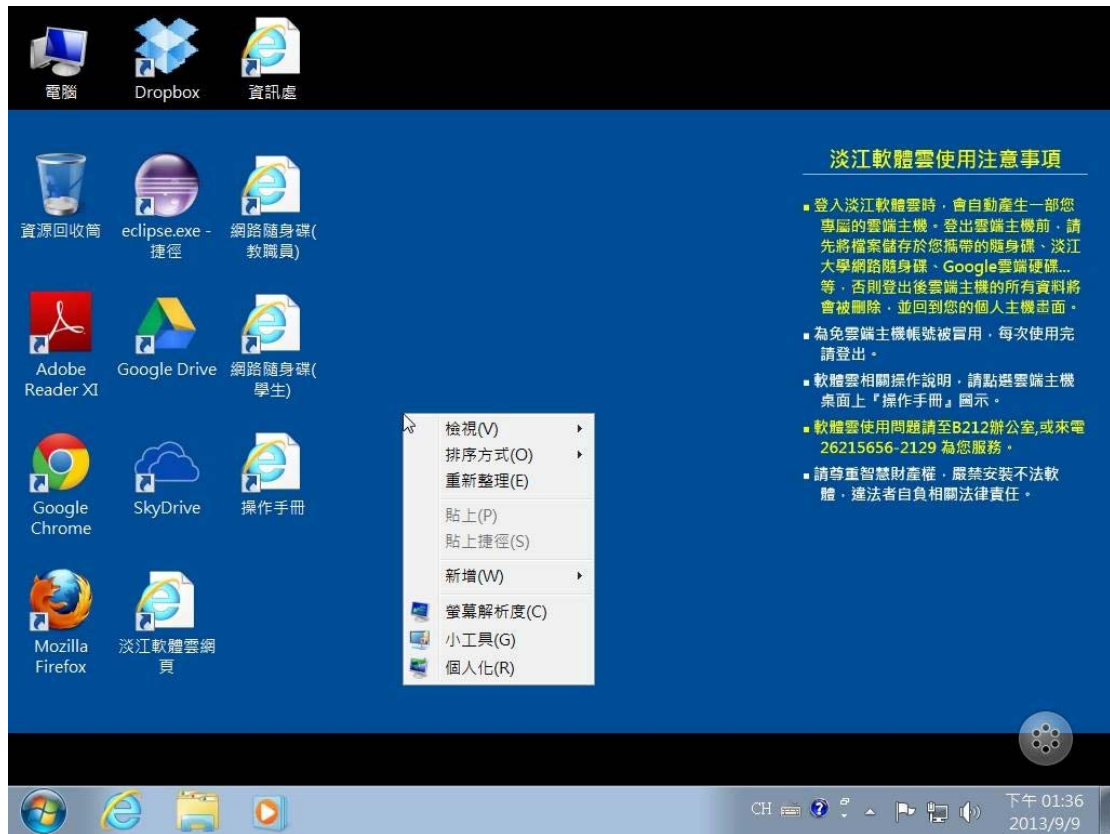 電腦
Dropbox
資訊處
資源回收筒
eclipse.exe -
捷徑
網路隨身碟(
教職員)
Adobe
Reader XI
Google Drive
網路隨身碟(
學生)
Google
Chrome
SkyDrive
操作手冊
Mozilla
Firefox
淡江軟體雲網
頁
檢視(V)
排序方式(O)
重新整理(E)
貼上(P)
貼上捷徑(S)
新增(W)
螢幕解析度(C)
小工具(G)
個人化(R)
淡江軟體雲使用注意事項
登入淡江軟體雲時，會自動產生一部您
專屬的雲端主機。登出雲端主機前，請
先將檔案儲存於您攜帶的隨身碟、淡江
大學網路隨身碟、Google雲端硬碟...
等，否則登出後雲端主機的所有資料將
會被刪除，並回到您的個人主機畫面。
為免雲端主機帳號被冒用，每次使用完
請登出。
軟體雲相關操作說明，請點選雲端主機
桌面上『操作手冊』圖示。
軟體雲使用問題請至B212辦公室,或來電
26215656-2129 為您服務。
請尊重智慧財產權，嚴禁安裝不法軟
體，違法者自負相關法律責任。
CH
下午 01:36
2013/9/9